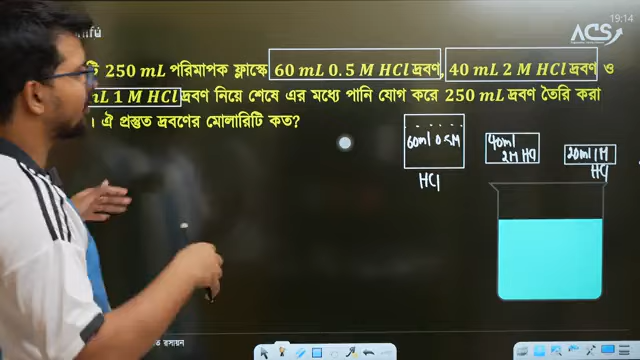 19:14
ACS
টি 250 mL পরিমাপক ফ্লাস্কে 60 mL 0.5 M HCl দ্রবণ, 40 mL 2 M HCl দ্রবণ ও
mL 1 M HCl দ্রবণ নিয়ে শেষে এর মধ্যে পানি যোগ করে 250 mL দ্রবণ তৈরি করা
। ঐ প্রস্তুত দ্রবণের মোলারিটি কত?
60ml 0.5M
HCl
40ml
2M HCl
20ml 1M
HCl
রসায়ন